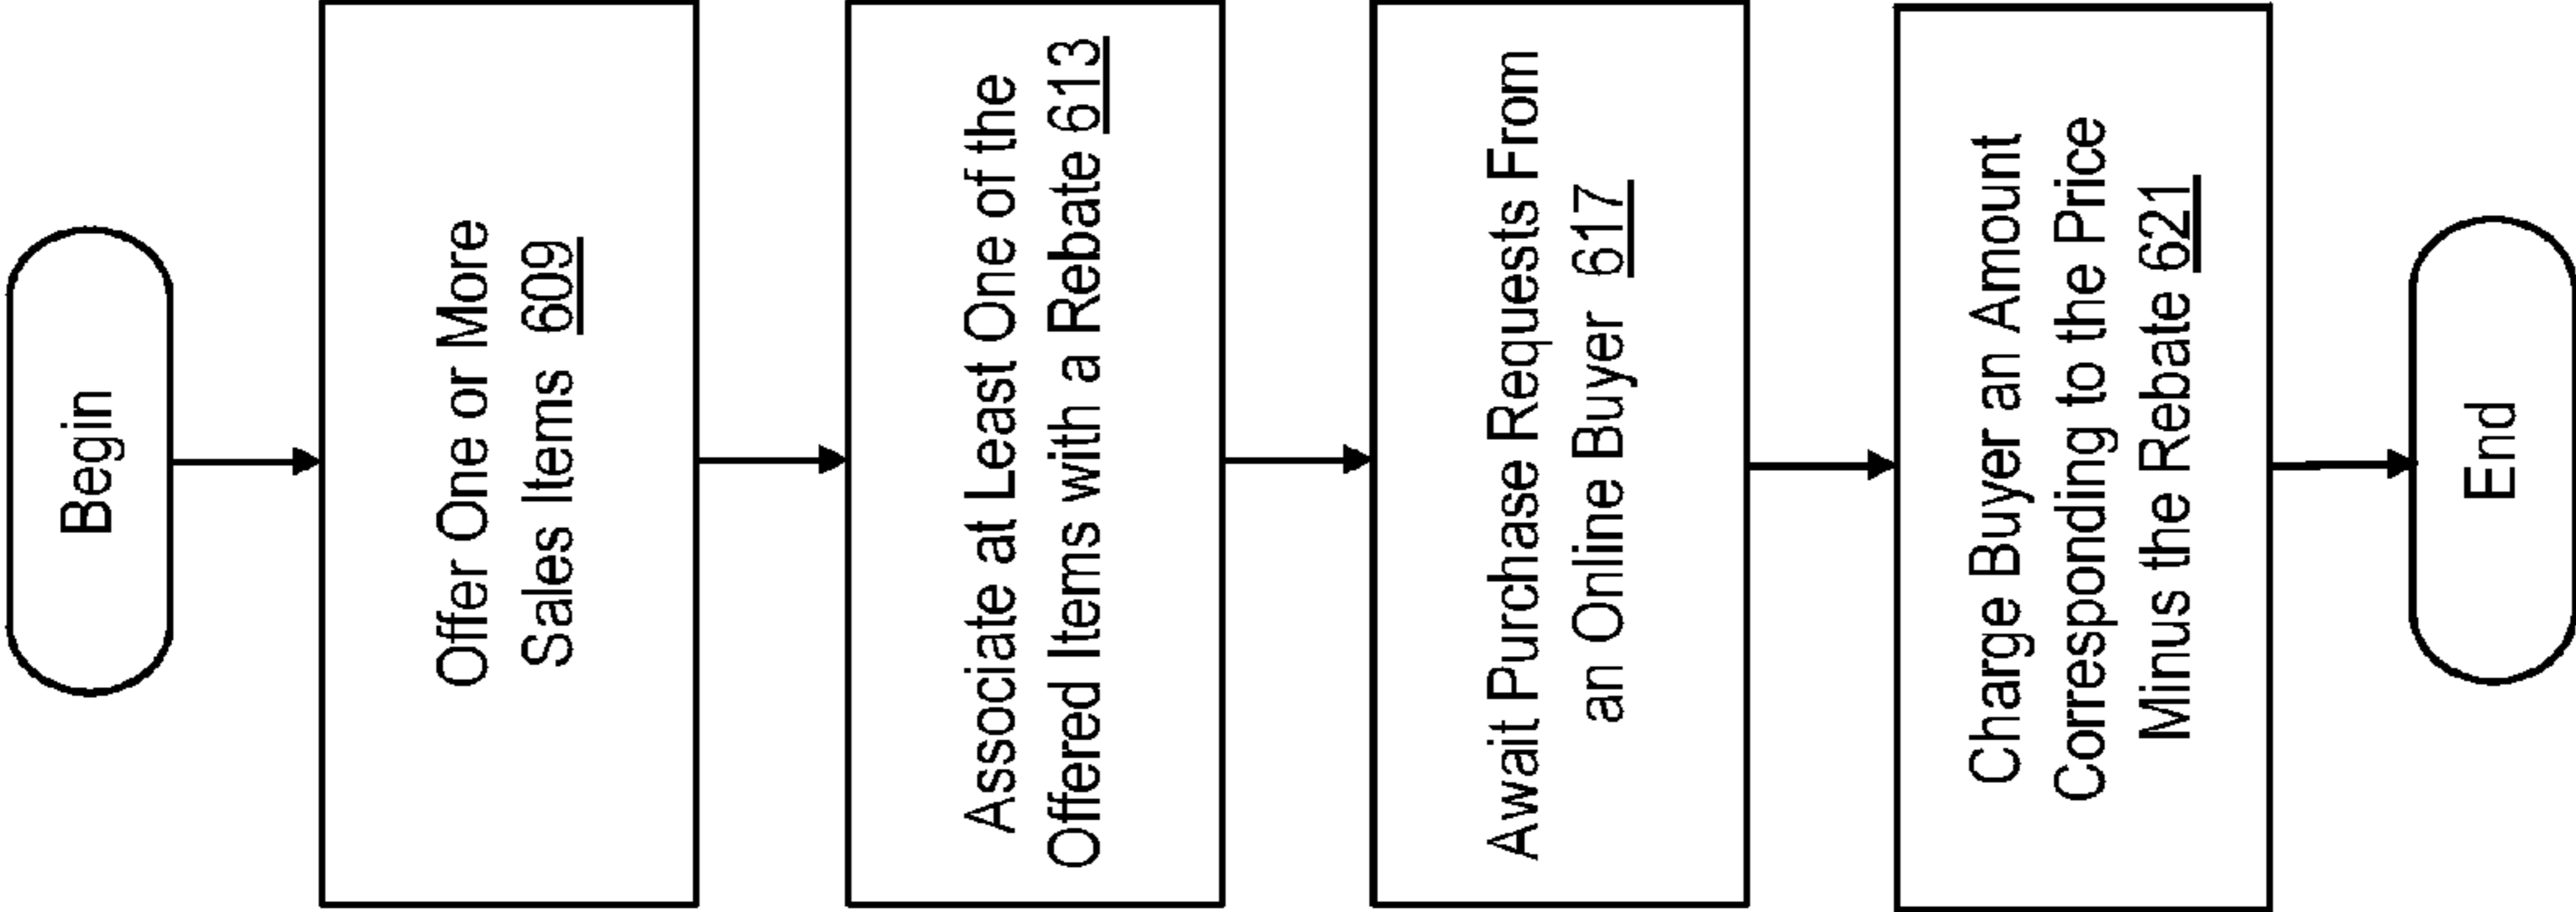 Begin
Offer One or More
Sales Items 609
Associate at Least One of the
Offered Items with a Rebate 613
Await Purchase Requests From
an Online Buyer 617
Charge Buyer an Amount
Corresponding to the Price
Minus the Rebate 621
End